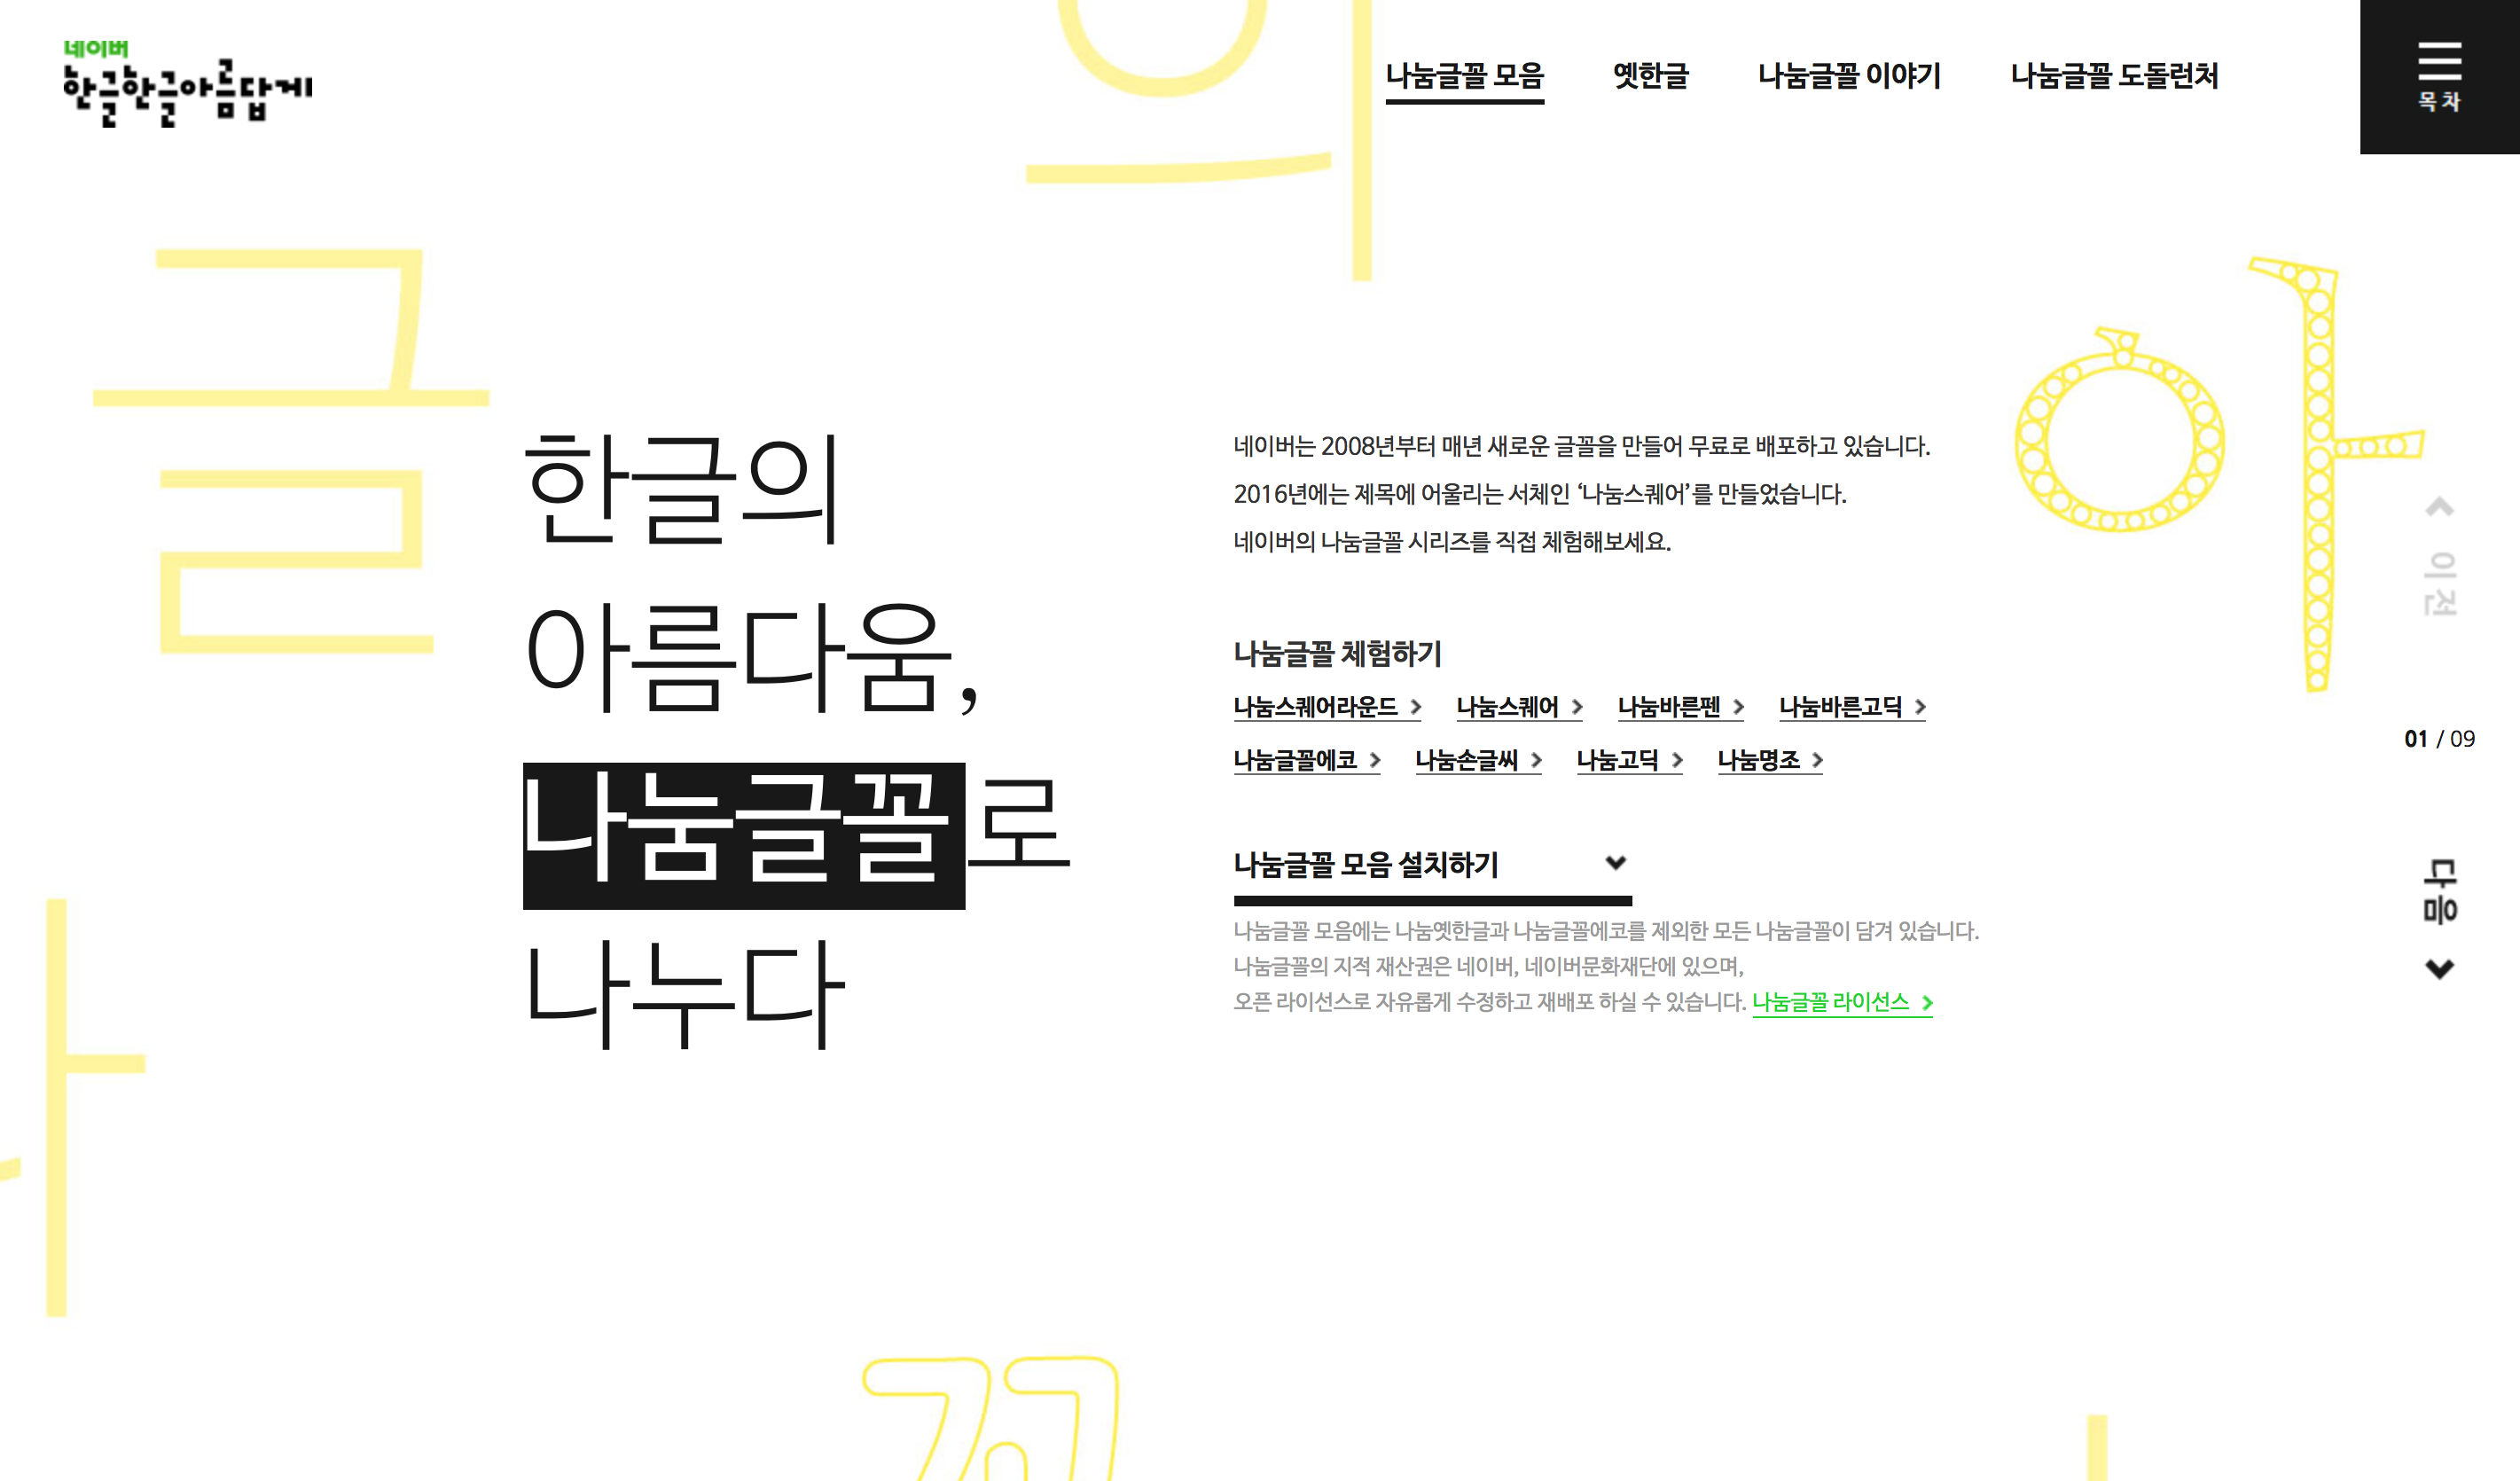 네이버
한글한글아름답게
나눔글꼴 모음 옛한글 나눔글꼴 이야기 나눔글꼴 도돌런처
목차
의
글
아
한글의
아름다움,
나눔글꼴로
나누다
네이버는 2008년부터 매년 새로운 글꼴을 만들어 무료로 배포하고 있습니다.
2016년에는 제목에 어울리는 서체인 ‘나눔스퀘어’를 만들었습니다.
네이버의 나눔글꼴 시리즈를 직접 체험해보세요.
나눔글꼴 체험하기
나눔스퀘어라운드 나눔스퀘어 나눔바른펜 나눔바른고딕
나눔글꼴에코 나눔손글씨 나눔고딕 나눔명조
나눔글꼴 모음 설치하기
나눔글꼴 모음에는 나눔옛한글과 나눔글꼴에코를 제외한 모든 나눔글꼴이 담겨 있습니다.
나눔글꼴의 지적 재산권은 네이버, 네이버문화재단에 있으며,
오픈 라이선스로 자유롭게 수정하고 재배포 하실 수 있습니다. 나눔글꼴 라이선스
이전
01 / 09
다음